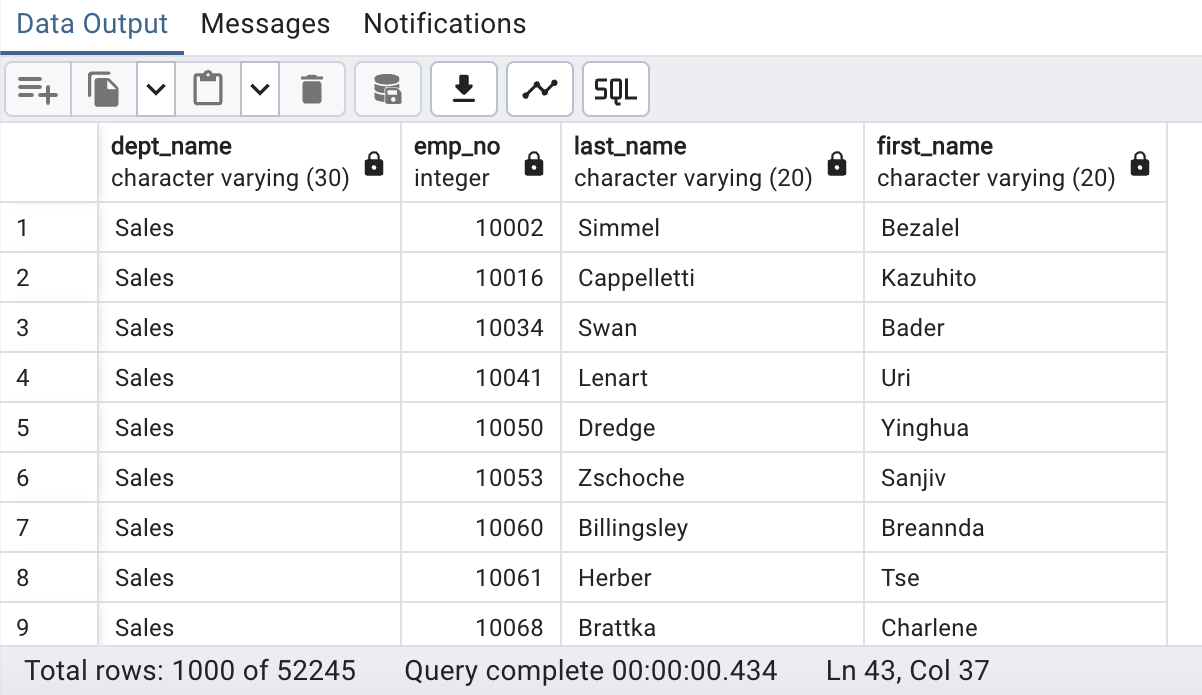 Data Output Messages Notifications
SQL
dept_name emp_no last_name first_name
character varying (30) integer character varying (20) character varying (20)
1 Sales 10002 Simmel Bezalel
2 Sales 10016 Cappelletti Kazuhito
3 Sales 10034 Swan Bader
4 Sales 10041 Lenart Uri
5 Sales 10050 Dredge Yinghua
6 Sales 10053 Zschoche Sanjiv
7 Sales 10060 Billingsley Breannda
8 Sales 10061 Herber Tse
9 Sales 10068 Brattka Charlene
Total rows: 1000 of 52245 Query complete 00:00:00.434 Ln 43, Col 37